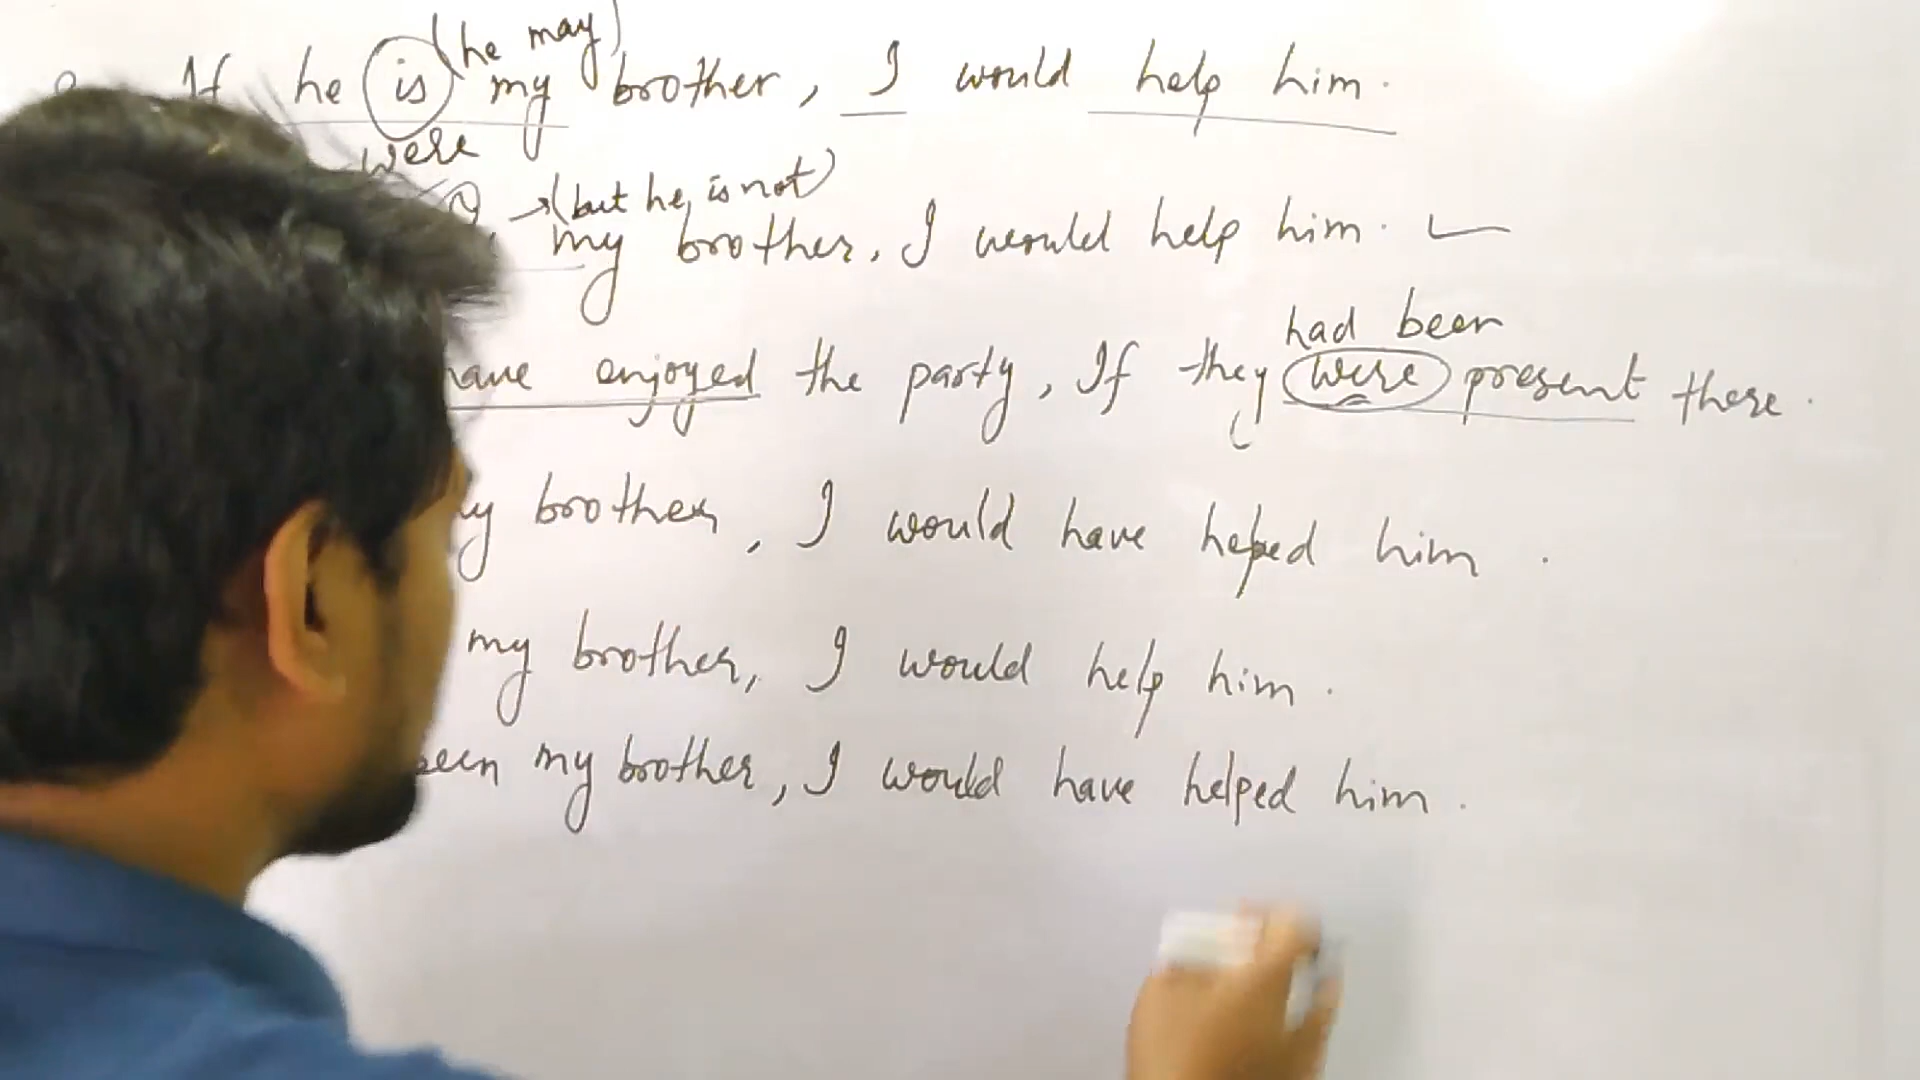 (he may)
If he is my brother, I would help him.
were
→ (but he is not)
my brother, I would help him.
had been
have enjoyed the party, If they were present there.
my brother, I would have helped him.
my brother, I would help him.
been my brother, I would have helped him.